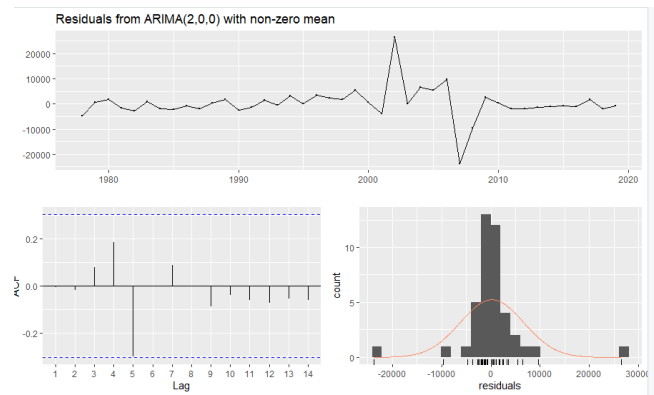 Residuals from ARIMA(2,0,0) with non-zero mean
20000
10000
0
-10000
-20000
1980 1990 2000 2010 2020
0.2
0.0
-0.2
ACF
1 2 3 4 5 6 7 8 9 10 11 12 13 14
Lag
10
5
0
count
-20000 -10000 0 10000 20000 30000
residuals